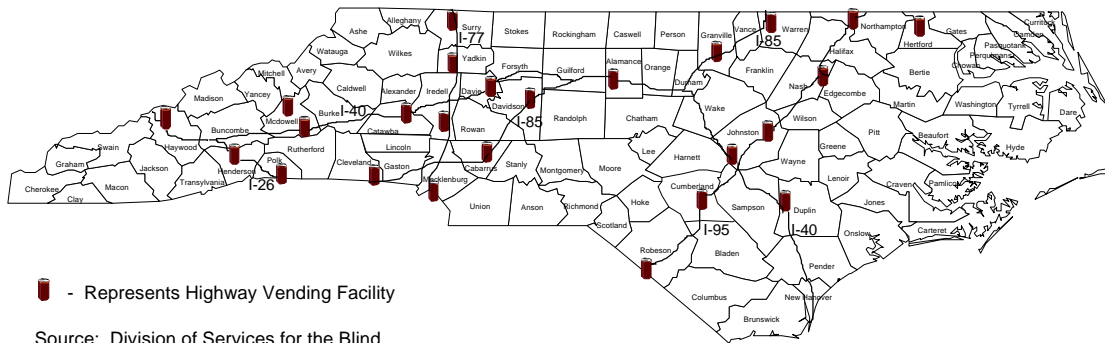 Alleghany
Surry
Ashe
Stokes
Rockingham
Caswell
Person
Granville
Vance
I-85
Warren
Northampton
Gates
Currituck
Camden
Pasquotank
Perquimans
Chowan
Hertford
Halifax
Watauga
Wilkes
I-77
Yadkin
Forsyth
Guilford
Alamance
Orange
Durham
Franklin
Nash
Edgecombe
Bertie
Mitchell
Avery
Caldwell
Alexander
Iredell
Davie
Davidson
Madison
Yancey
Mcdowell
Burke
I-40
Catawba
Rowan
I-85
Randolph
Chatham
Wake
Wilson
Martin
Washington
Tyrrell
Dare
Buncombe
Haywood
Swain
Rutherford
Lincoln
Lee
Harnett
Johnston
Greene
Pitt
Beaufort
Hyde
Graham
Jackson
Henderson
Polk
Cleveland
Gaston
Cabarrus
Stanly
Montgomery
Moore
Wayne
Lenoir
Craven
Pamlico
Cherokee
Macon
Clay
Transylvania
I-26
Mecklenburg
Union
Anson
Richmond
Hoke
Cumberland
Sampson
Duplin
Jones
Scotland
Robeson
I-95
Bladen
I-40
Onslow
Carteret
Pender
Columbus
New Hanover
Brunswick
- Represents Highway Vending Facility
Source: Division of Services for the Blind